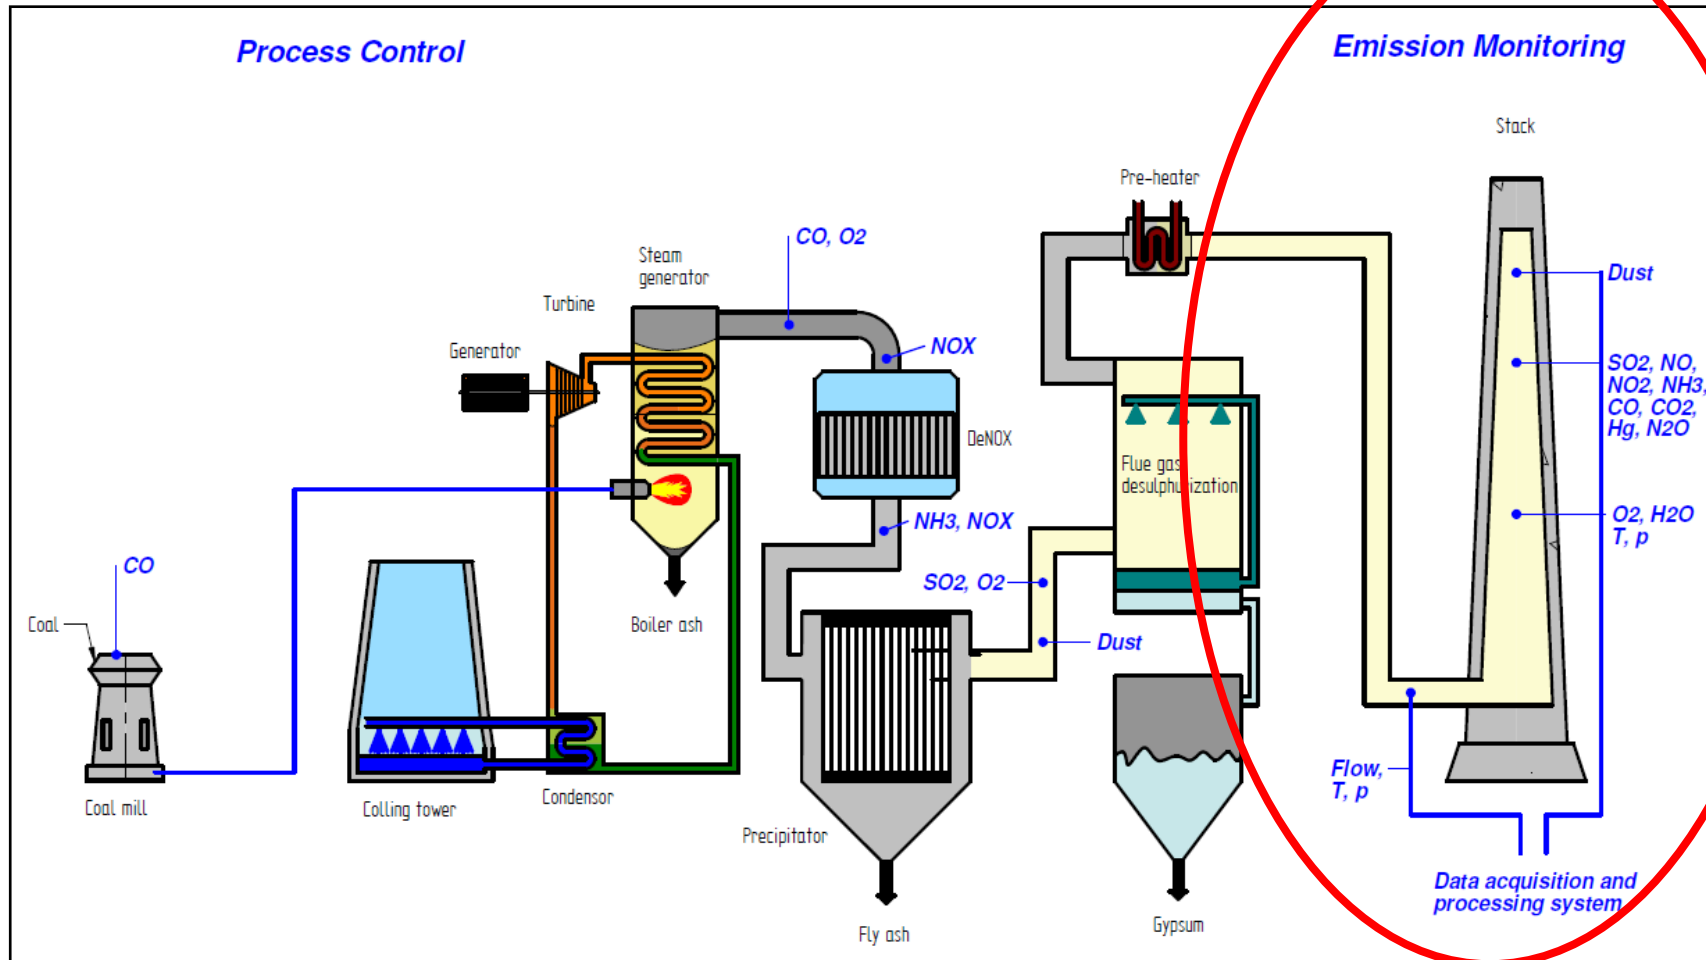 Process Control
Emission Monitoring
Stack
Pre-heater
CO, O2
Steam
generator
Turbine
Generator
NOX
DeNOX
Dust
SO2, NO,
NO2, NH3,
CO, CO2,
Hg, N2O
Flue gas
desulphurization
O2, H2O
T, p
NH3, NOX
SO2, O2
CO
Coal
Boiler ash
Dust
Flow,
T, p
Coal mill
Colling tower
Condensor
Precipitator
Data acquisition and
processing system
Fly ash
Gypsum